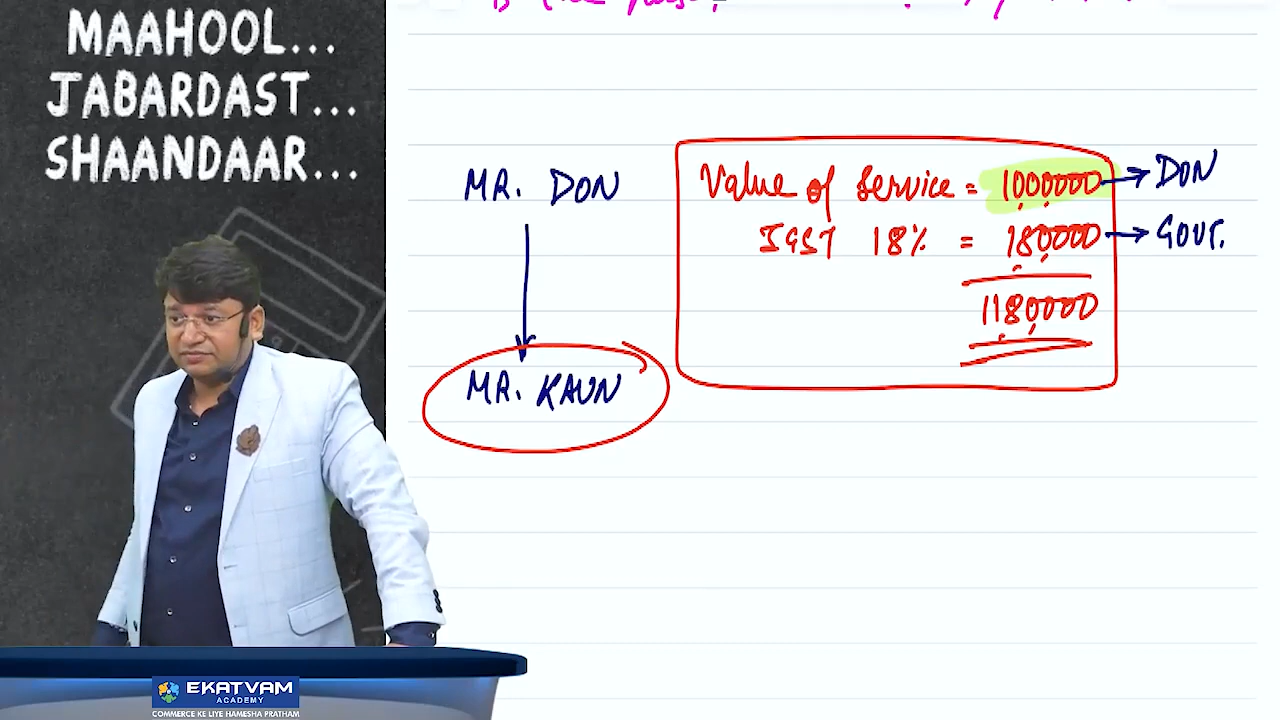 MAAHOOL...
JABARDAST...
SHAANDAAR...
MR. DON
MR. KAUN
Value of Service = 1000000 → DON
IGST 18% = 180000 → GOVT.
1180000
EKATVAM
ACADEMY
COMMERCE KE LIYE HAMESHA PRATHAM